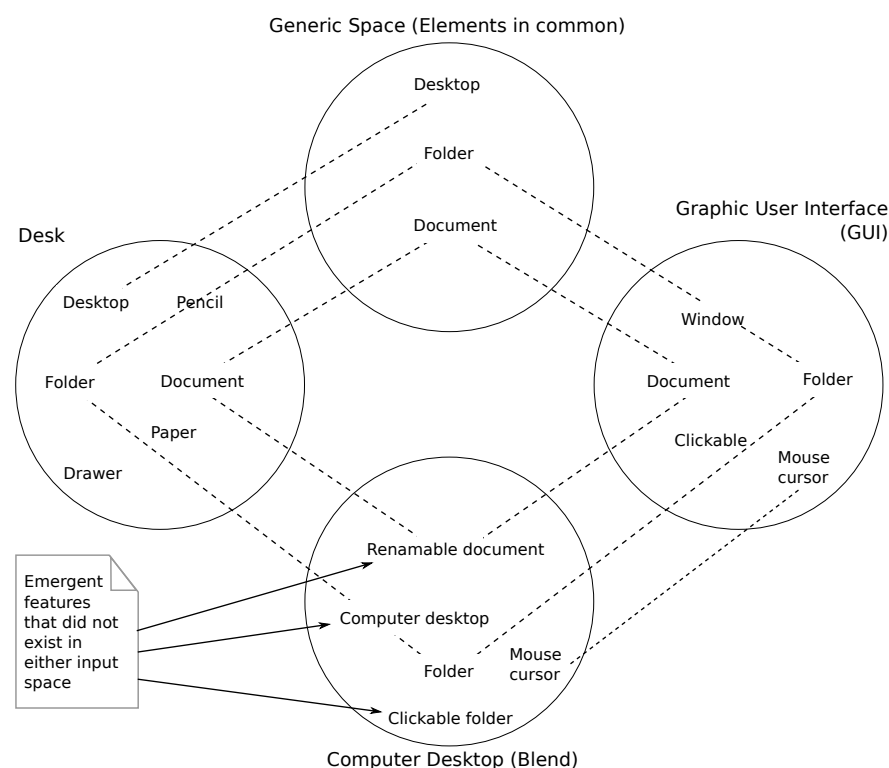 Generic Space (Elements in common)
Desktop
Folder
Document
Desk
Desktop
Pencil
Folder
Document
Paper
Drawer
Graphic User Interface
(GUI)
Window
Document
Folder
Clickable
Mouse
cursor
Renamable document
Computer desktop
Folder
Mouse
cursor
Clickable folder
Computer Desktop (Blend)
Emergent
features
that did not
exist in
either input
space